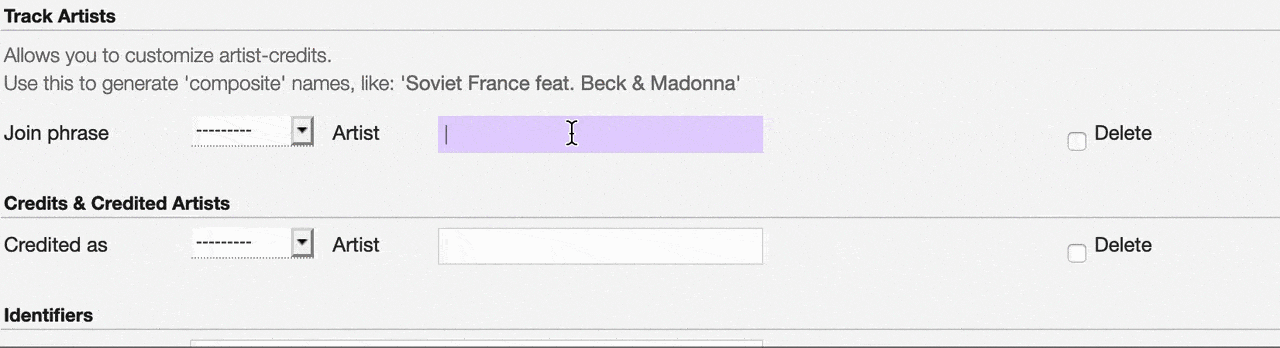 Track Artists
Allows you to customize artist-credits.
Use this to generate 'composite' names, like: 'Soviet France feat. Beck & Madonna'
Join phrase --------- Artist Delete
Credits & Credited Artists
Credited as --------- Artist Delete
Identifiers